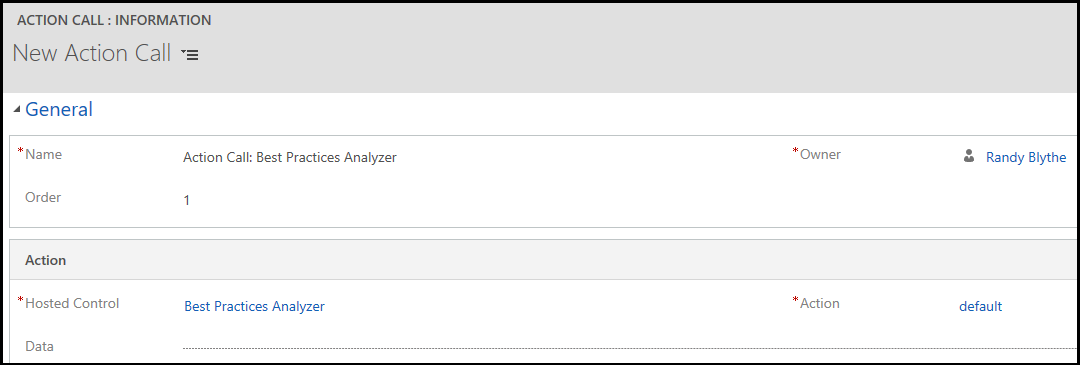 ACTION CALL : INFORMATION
New Action Call
General
*Name Action Call: Best Practices Analyzer *Owner Randy Blythe
Order 1
Action
*Hosted Control Best Practices Analyzer *Action default
Data